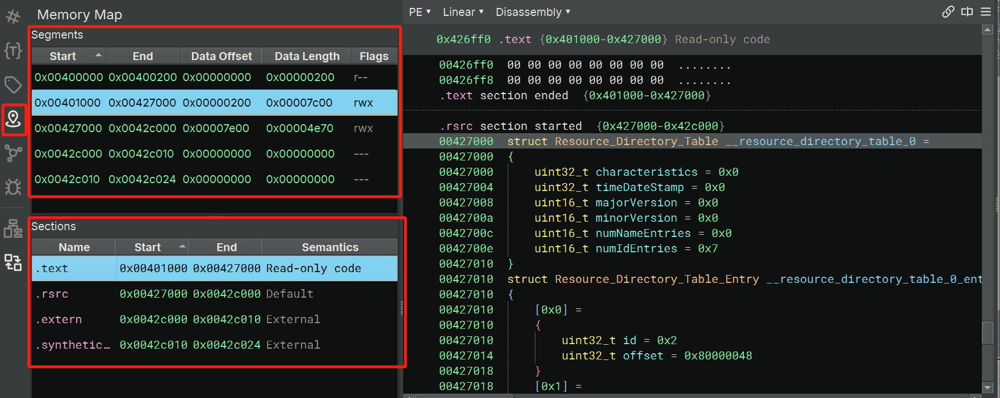 Memory Map
Segments
Start End Data Offset Data Length Flags
0x00400000 0x00400200 0x00000000 0x00000200 r--
0x00401000 0x00427000 0x00000200 0x00007c00 rwx
0x00427000 0x0042c000 0x00007e00 0x00004e70 rwx
0x0042c000 0x0042c010 0x00000000 0x00000000 ---
0x0042c010 0x0042c024 0x00000000 0x00000000 ---
Sections
Name Start End Semantics
.text 0x00401000 0x00427000 Read-only code
.rsrc 0x00427000 0x0042c000 Default
.extern 0x0042c000 0x0042c010 External
.synthetic… 0x0042c010 0x0042c024 External
PE ▾ Linear ▾ Disassembly ▾
0x426ff0 .text {0x401000-0x427000} Read-only code
00426ff0 00 00 00 00 00 00 00 00 ........
00426ff8 00 00 00 00 00 00 00 00 ........
.text section ended {0x401000-0x427000}
.rsrc section started {0x427000-0x42c000}
00427000 struct Resource_Directory_Table __resource_directory_table_0 =
00427000 {
00427000 uint32_t characteristics = 0x0
00427004 uint32_t timeDateStamp = 0x0
00427008 uint16_t majorVersion = 0x0
0042700a uint16_t minorVersion = 0x0
0042700c uint16_t numNameEntries = 0x0
0042700e uint16_t numIdEntries = 0x7
00427010 }
00427010 struct Resource_Directory_Table_Entry __resource_directory_table_0_ent
00427010 {
00427010 [0x0] =
00427010 {
00427010 uint32_t id = 0x2
00427014 uint32_t offset = 0x80000048
00427018 }
00427018 [0x1] =